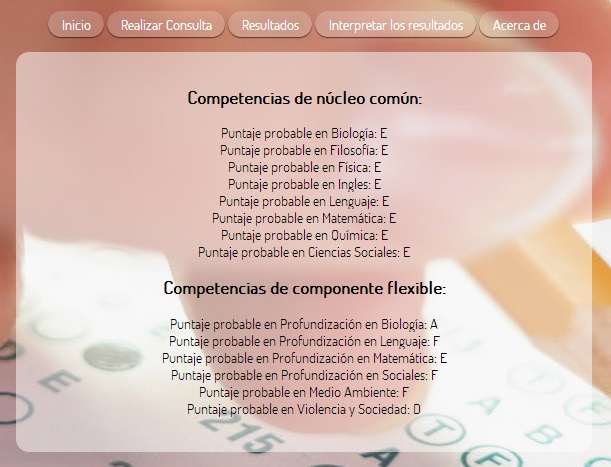 Inicio Realizar Consulta Resultados Interpretar los resultados Acerca de
Competencias de núcleo común:
Puntaje probable en Biología: E
Puntaje probable en Filosofía: E
Puntaje probable en Física: E
Puntaje probable en Ingles: E
Puntaje probable en Lenguaje: E
Puntaje probable en Matemática: E
Puntaje probable en Química: E
Puntaje probable en Ciencias Sociales: E
Competencias de componente flexible:
Puntaje probable en Profundización en Biología: A
Puntaje probable en Profundización en Lenguaje: F
Puntaje probable en Profundización en Matemática: E
Puntaje probable en Profundización en Sociales: F
Puntaje probable en Medio Ambiente: F
Puntaje probable en Violencia y Sociedad: D
D E
215
T F
A B C
T F